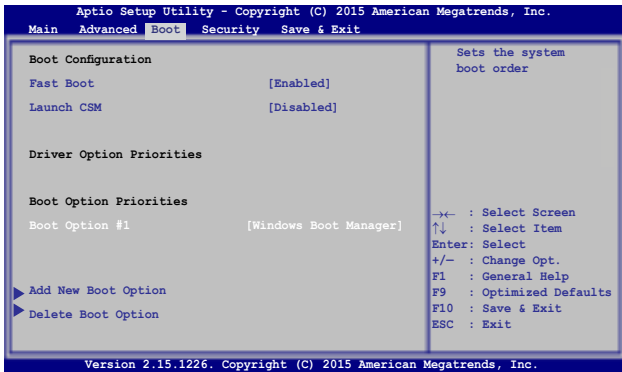 Aptio Setup Utility - Copyright (C) 2015 American Megatrends, Inc.
Main Advanced Boot Security Save & Exit
Boot Configuration
Fast Boot [Enabled]
Launch CSM [Disabled]
Driver Option Priorities
Boot Option Priorities
Boot Option #1 [Windows Boot Manager]
Add New Boot Option
Delete Boot Option
Sets the system
boot order
→← : Select Screen
↑↓ : Select Item
Enter: Select
+/— : Change Opt.
F1 : General Help
F9 : Optimized Defaults
F10 : Save & Exit
ESC : Exit
Version 2.15.1226. Copyright (C) 2015 American Megatrends, Inc.